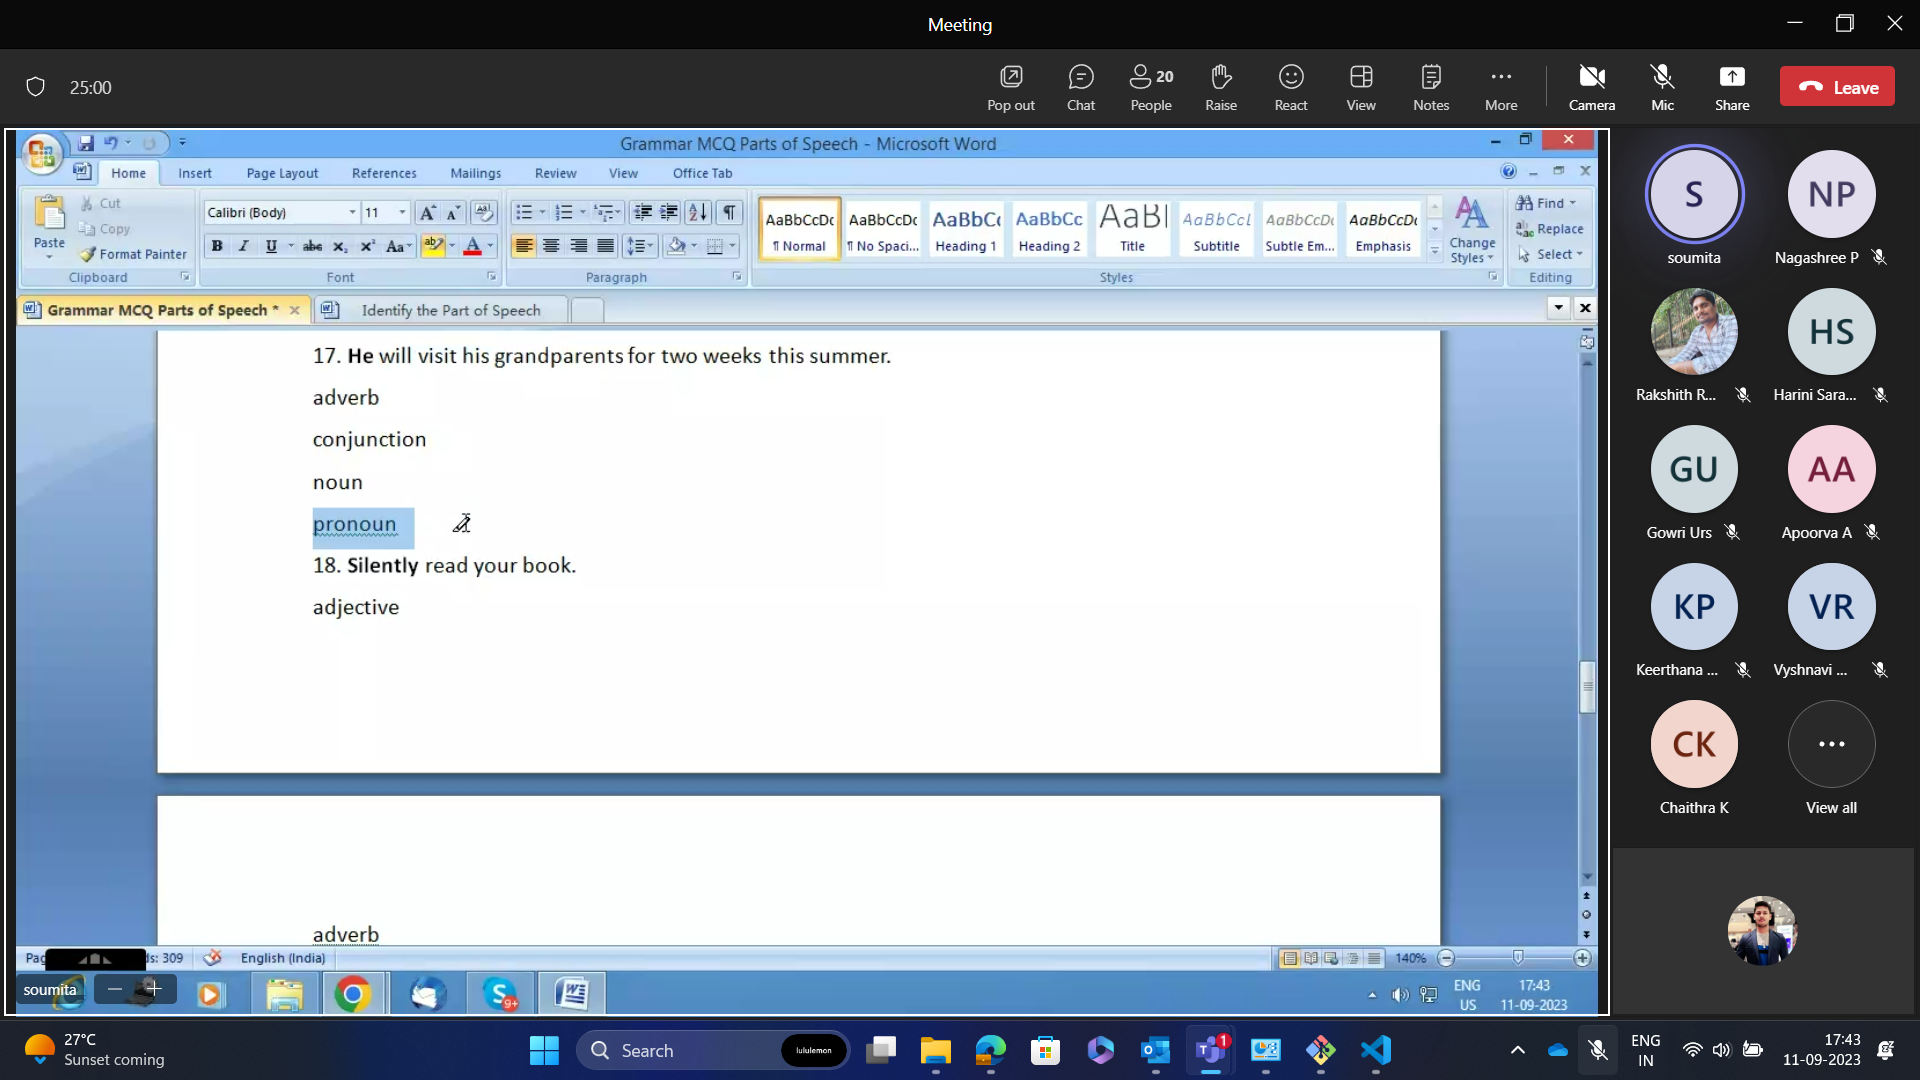 Meeting
25:00
Pop out
Chat
20
People
Raise
React
View
Notes
More
Camera
Mic
Share
Leave
Grammar MCQ Parts of Speech - Microsoft Word
Home Insert Page Layout References Mailings Review View Office Tab
Paste
Cut
Copy
Format Painter
Clipboard
Calibri (Body) 11
Font
Paragraph
AaBbCcDc ¶ Normal
AaBbCcDc ¶ No Spaci...
AaBbC Heading 1
AaBbCc Heading 2
AaBl Title
AaBbCcL Subtitle
AaBbCcDc Subtle Em...
AaBbCcDc Emphasis
Change Styles
Styles
Find
Replace
Select
Editing
Grammar MCQ Parts of Speech *
Identify the Part of Speech
17. He will visit his grandparents for two weeks this summer.
adverb
conjunction
noun
pronoun
18. Silently read your book.
adjective
adverb
Pag
ds: 309
English (India)
140%
soumita
9+
ENG
US
17:43
11-09-2023
S
soumita
NP
Nagashree P
Rakshith R...
HS
Harini Sara...
GU
Gowri Urs
AA
Apoorva A
KP
Keerthana ...
VR
Vyshnavi ...
CK
Chaithra K
View all
27°C
Sunset coming
Search
lululemon
1
ENG
IN
17:43
11-09-2023